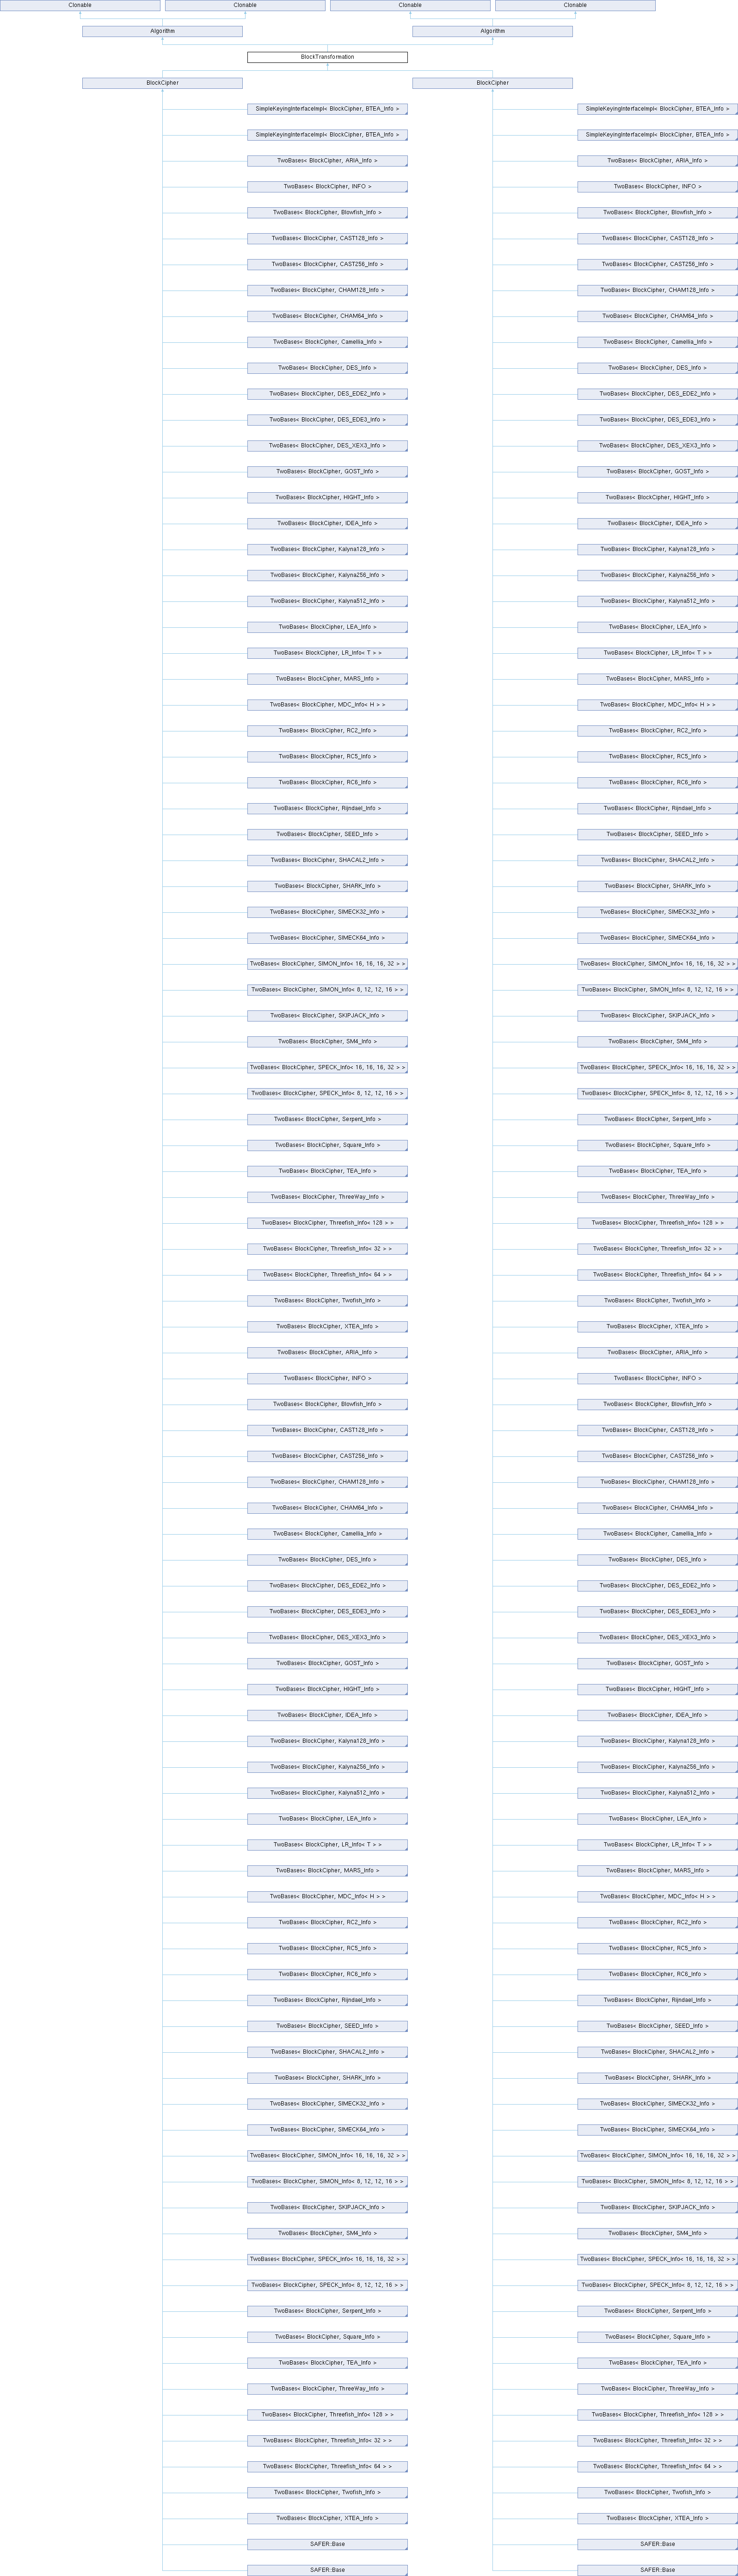 Clonable Clonable Clonable Clonable
Algorithm Algorithm
BlockTransformation
BlockCipher BlockCipher
SimpleKeyingInterfaceImpl< BlockCipher, BTEA_Info > SimpleKeyingInterfaceImpl< BlockCipher, BTEA_Info >
SimpleKeyingInterfaceImpl< BlockCipher, BTEA_Info > SimpleKeyingInterfaceImpl< BlockCipher, BTEA_Info >
TwoBases< BlockCipher, ARIA_Info > TwoBases< BlockCipher, ARIA_Info >
TwoBases< BlockCipher, INFO > TwoBases< BlockCipher, INFO >
TwoBases< BlockCipher, Blowfish_Info > TwoBases< BlockCipher, Blowfish_Info >
TwoBases< BlockCipher, CAST128_Info > TwoBases< BlockCipher, CAST128_Info >
TwoBases< BlockCipher, CAST256_Info > TwoBases< BlockCipher, CAST256_Info >
TwoBases< BlockCipher, CHAM128_Info > TwoBases< BlockCipher, CHAM128_Info >
TwoBases< BlockCipher, CHAM64_Info > TwoBases< BlockCipher, CHAM64_Info >
TwoBases< BlockCipher, Camellia_Info > TwoBases< BlockCipher, Camellia_Info >
TwoBases< BlockCipher, DES_Info > TwoBases< BlockCipher, DES_Info >
TwoBases< BlockCipher, DES_EDE2_Info > TwoBases< BlockCipher, DES_EDE2_Info >
TwoBases< BlockCipher, DES_EDE3_Info > TwoBases< BlockCipher, DES_EDE3_Info >
TwoBases< BlockCipher, DES_XEX3_Info > TwoBases< BlockCipher, DES_XEX3_Info >
TwoBases< BlockCipher, GOST_Info > TwoBases< BlockCipher, GOST_Info >
TwoBases< BlockCipher, HIGHT_Info > TwoBases< BlockCipher, HIGHT_Info >
TwoBases< BlockCipher, IDEA_Info > TwoBases< BlockCipher, IDEA_Info >
TwoBases< BlockCipher, Kalyna128_Info > TwoBases< BlockCipher, Kalyna128_Info >
TwoBases< BlockCipher, Kalyna256_Info > TwoBases< BlockCipher, Kalyna256_Info >
TwoBases< BlockCipher, Kalyna512_Info > TwoBases< BlockCipher, Kalyna512_Info >
TwoBases< BlockCipher, LEA_Info > TwoBases< BlockCipher, LEA_Info >
TwoBases< BlockCipher, LR_Info< T > > TwoBases< BlockCipher, LR_Info< T > >
TwoBases< BlockCipher, MARS_Info > TwoBases< BlockCipher, MARS_Info >
TwoBases< BlockCipher, MDC_Info< H > > TwoBases< BlockCipher, MDC_Info< H > >
TwoBases< BlockCipher, RC2_Info > TwoBases< BlockCipher, RC2_Info >
TwoBases< BlockCipher, RC5_Info > TwoBases< BlockCipher, RC5_Info >
TwoBases< BlockCipher, RC6_Info > TwoBases< BlockCipher, RC6_Info >
TwoBases< BlockCipher, Rijndael_Info > TwoBases< BlockCipher, Rijndael_Info >
TwoBases< BlockCipher, SEED_Info > TwoBases< BlockCipher, SEED_Info >
TwoBases< BlockCipher, SHACAL2_Info > TwoBases< BlockCipher, SHACAL2_Info >
TwoBases< BlockCipher, SHARK_Info > TwoBases< BlockCipher, SHARK_Info >
TwoBases< BlockCipher, SIMECK32_Info > TwoBases< BlockCipher, SIMECK32_Info >
TwoBases< BlockCipher, SIMECK64_Info > TwoBases< BlockCipher, SIMECK64_Info >
TwoBases< BlockCipher, SIMON_Info< 16, 16, 16, 32 > > TwoBases< BlockCipher, SIMON_Info< 16, 16, 16, 32 > >
TwoBases< BlockCipher, SIMON_Info< 8, 12, 12, 16 > > TwoBases< BlockCipher, SIMON_Info< 8, 12, 12, 16 > >
TwoBases< BlockCipher, SKIPJACK_Info > TwoBases< BlockCipher, SKIPJACK_Info >
TwoBases< BlockCipher, SM4_Info > TwoBases< BlockCipher, SM4_Info >
TwoBases< BlockCipher, SPECK_Info< 16, 16, 16, 32 > > TwoBases< BlockCipher, SPECK_Info< 16, 16, 16, 32 > >
TwoBases< BlockCipher, SPECK_Info< 8, 12, 12, 16 > > TwoBases< BlockCipher, SPECK_Info< 8, 12, 12, 16 > >
TwoBases< BlockCipher, Serpent_Info > TwoBases< BlockCipher, Serpent_Info >
TwoBases< BlockCipher, Square_Info > TwoBases< BlockCipher, Square_Info >
TwoBases< BlockCipher, TEA_Info > TwoBases< BlockCipher, TEA_Info >
TwoBases< BlockCipher, ThreeWay_Info > TwoBases< BlockCipher, ThreeWay_Info >
TwoBases< BlockCipher, Threefish_Info< 128 > > TwoBases< BlockCipher, Threefish_Info< 128 > >
TwoBases< BlockCipher, Threefish_Info< 32 > > TwoBases< BlockCipher, Threefish_Info< 32 > >
TwoBases< BlockCipher, Threefish_Info< 64 > > TwoBases< BlockCipher, Threefish_Info< 64 > >
TwoBases< BlockCipher, Twofish_Info > TwoBases< BlockCipher, Twofish_Info >
TwoBases< BlockCipher, XTEA_Info > TwoBases< BlockCipher, XTEA_Info >
TwoBases< BlockCipher, ARIA_Info > TwoBases< BlockCipher, ARIA_Info >
TwoBases< BlockCipher, INFO > TwoBases< BlockCipher, INFO >
TwoBases< BlockCipher, Blowfish_Info > TwoBases< BlockCipher, Blowfish_Info >
TwoBases< BlockCipher, CAST128_Info > TwoBases< BlockCipher, CAST128_Info >
TwoBases< BlockCipher, CAST256_Info > TwoBases< BlockCipher, CAST256_Info >
TwoBases< BlockCipher, CHAM128_Info > TwoBases< BlockCipher, CHAM128_Info >
TwoBases< BlockCipher, CHAM64_Info > TwoBases< BlockCipher, CHAM64_Info >
TwoBases< BlockCipher, Camellia_Info > TwoBases< BlockCipher, Camellia_Info >
TwoBases< BlockCipher, DES_Info > TwoBases< BlockCipher, DES_Info >
TwoBases< BlockCipher, DES_EDE2_Info > TwoBases< BlockCipher, DES_EDE2_Info >
TwoBases< BlockCipher, DES_EDE3_Info > TwoBases< BlockCipher, DES_EDE3_Info >
TwoBases< BlockCipher, DES_XEX3_Info > TwoBases< BlockCipher, DES_XEX3_Info >
TwoBases< BlockCipher, GOST_Info > TwoBases< BlockCipher, GOST_Info >
TwoBases< BlockCipher, HIGHT_Info > TwoBases< BlockCipher, HIGHT_Info >
TwoBases< BlockCipher, IDEA_Info > TwoBases< BlockCipher, IDEA_Info >
TwoBases< BlockCipher, Kalyna128_Info > TwoBases< BlockCipher, Kalyna128_Info >
TwoBases< BlockCipher, Kalyna256_Info > TwoBases< BlockCipher, Kalyna256_Info >
TwoBases< BlockCipher, Kalyna512_Info > TwoBases< BlockCipher, Kalyna512_Info >
TwoBases< BlockCipher, LEA_Info > TwoBases< BlockCipher, LEA_Info >
TwoBases< BlockCipher, LR_Info< T > > TwoBases< BlockCipher, LR_Info< T > >
TwoBases< BlockCipher, MARS_Info > TwoBases< BlockCipher, MARS_Info >
TwoBases< BlockCipher, MDC_Info< H > > TwoBases< BlockCipher, MDC_Info< H > >
TwoBases< BlockCipher, RC2_Info > TwoBases< BlockCipher, RC2_Info >
TwoBases< BlockCipher, RC5_Info > TwoBases< BlockCipher, RC5_Info >
TwoBases< BlockCipher, RC6_Info > TwoBases< BlockCipher, RC6_Info >
TwoBases< BlockCipher, Rijndael_Info > TwoBases< BlockCipher, Rijndael_Info >
TwoBases< BlockCipher, SEED_Info > TwoBases< BlockCipher, SEED_Info >
TwoBases< BlockCipher, SHACAL2_Info > TwoBases< BlockCipher, SHACAL2_Info >
TwoBases< BlockCipher, SHARK_Info > TwoBases< BlockCipher, SHARK_Info >
TwoBases< BlockCipher, SIMECK32_Info > TwoBases< BlockCipher, SIMECK32_Info >
TwoBases< BlockCipher, SIMECK64_Info > TwoBases< BlockCipher, SIMECK64_Info >
TwoBases< BlockCipher, SIMON_Info< 16, 16, 16, 32 > > TwoBases< BlockCipher, SIMON_Info< 16, 16, 16, 32 > >
TwoBases< BlockCipher, SIMON_Info< 8, 12, 12, 16 > > TwoBases< BlockCipher, SIMON_Info< 8, 12, 12, 16 > >
TwoBases< BlockCipher, SKIPJACK_Info > TwoBases< BlockCipher, SKIPJACK_Info >
TwoBases< BlockCipher, SM4_Info > TwoBases< BlockCipher, SM4_Info >
TwoBases< BlockCipher, SPECK_Info< 16, 16, 16, 32 > > TwoBases< BlockCipher, SPECK_Info< 16, 16, 16, 32 > >
TwoBases< BlockCipher, SPECK_Info< 8, 12, 12, 16 > > TwoBases< BlockCipher, SPECK_Info< 8, 12, 12, 16 > >
TwoBases< BlockCipher, Serpent_Info > TwoBases< BlockCipher, Serpent_Info >
TwoBases< BlockCipher, Square_Info > TwoBases< BlockCipher, Square_Info >
TwoBases< BlockCipher, TEA_Info > TwoBases< BlockCipher, TEA_Info >
TwoBases< BlockCipher, ThreeWay_Info > TwoBases< BlockCipher, ThreeWay_Info >
TwoBases< BlockCipher, Threefish_Info< 128 > > TwoBases< BlockCipher, Threefish_Info< 128 > >
TwoBases< BlockCipher, Threefish_Info< 32 > > TwoBases< BlockCipher, Threefish_Info< 32 > >
TwoBases< BlockCipher, Threefish_Info< 64 > > TwoBases< BlockCipher, Threefish_Info< 64 > >
TwoBases< BlockCipher, Twofish_Info > TwoBases< BlockCipher, Twofish_Info >
TwoBases< BlockCipher, XTEA_Info > TwoBases< BlockCipher, XTEA_Info >
SAFER::Base SAFER::Base
SAFER::Base SAFER::Base